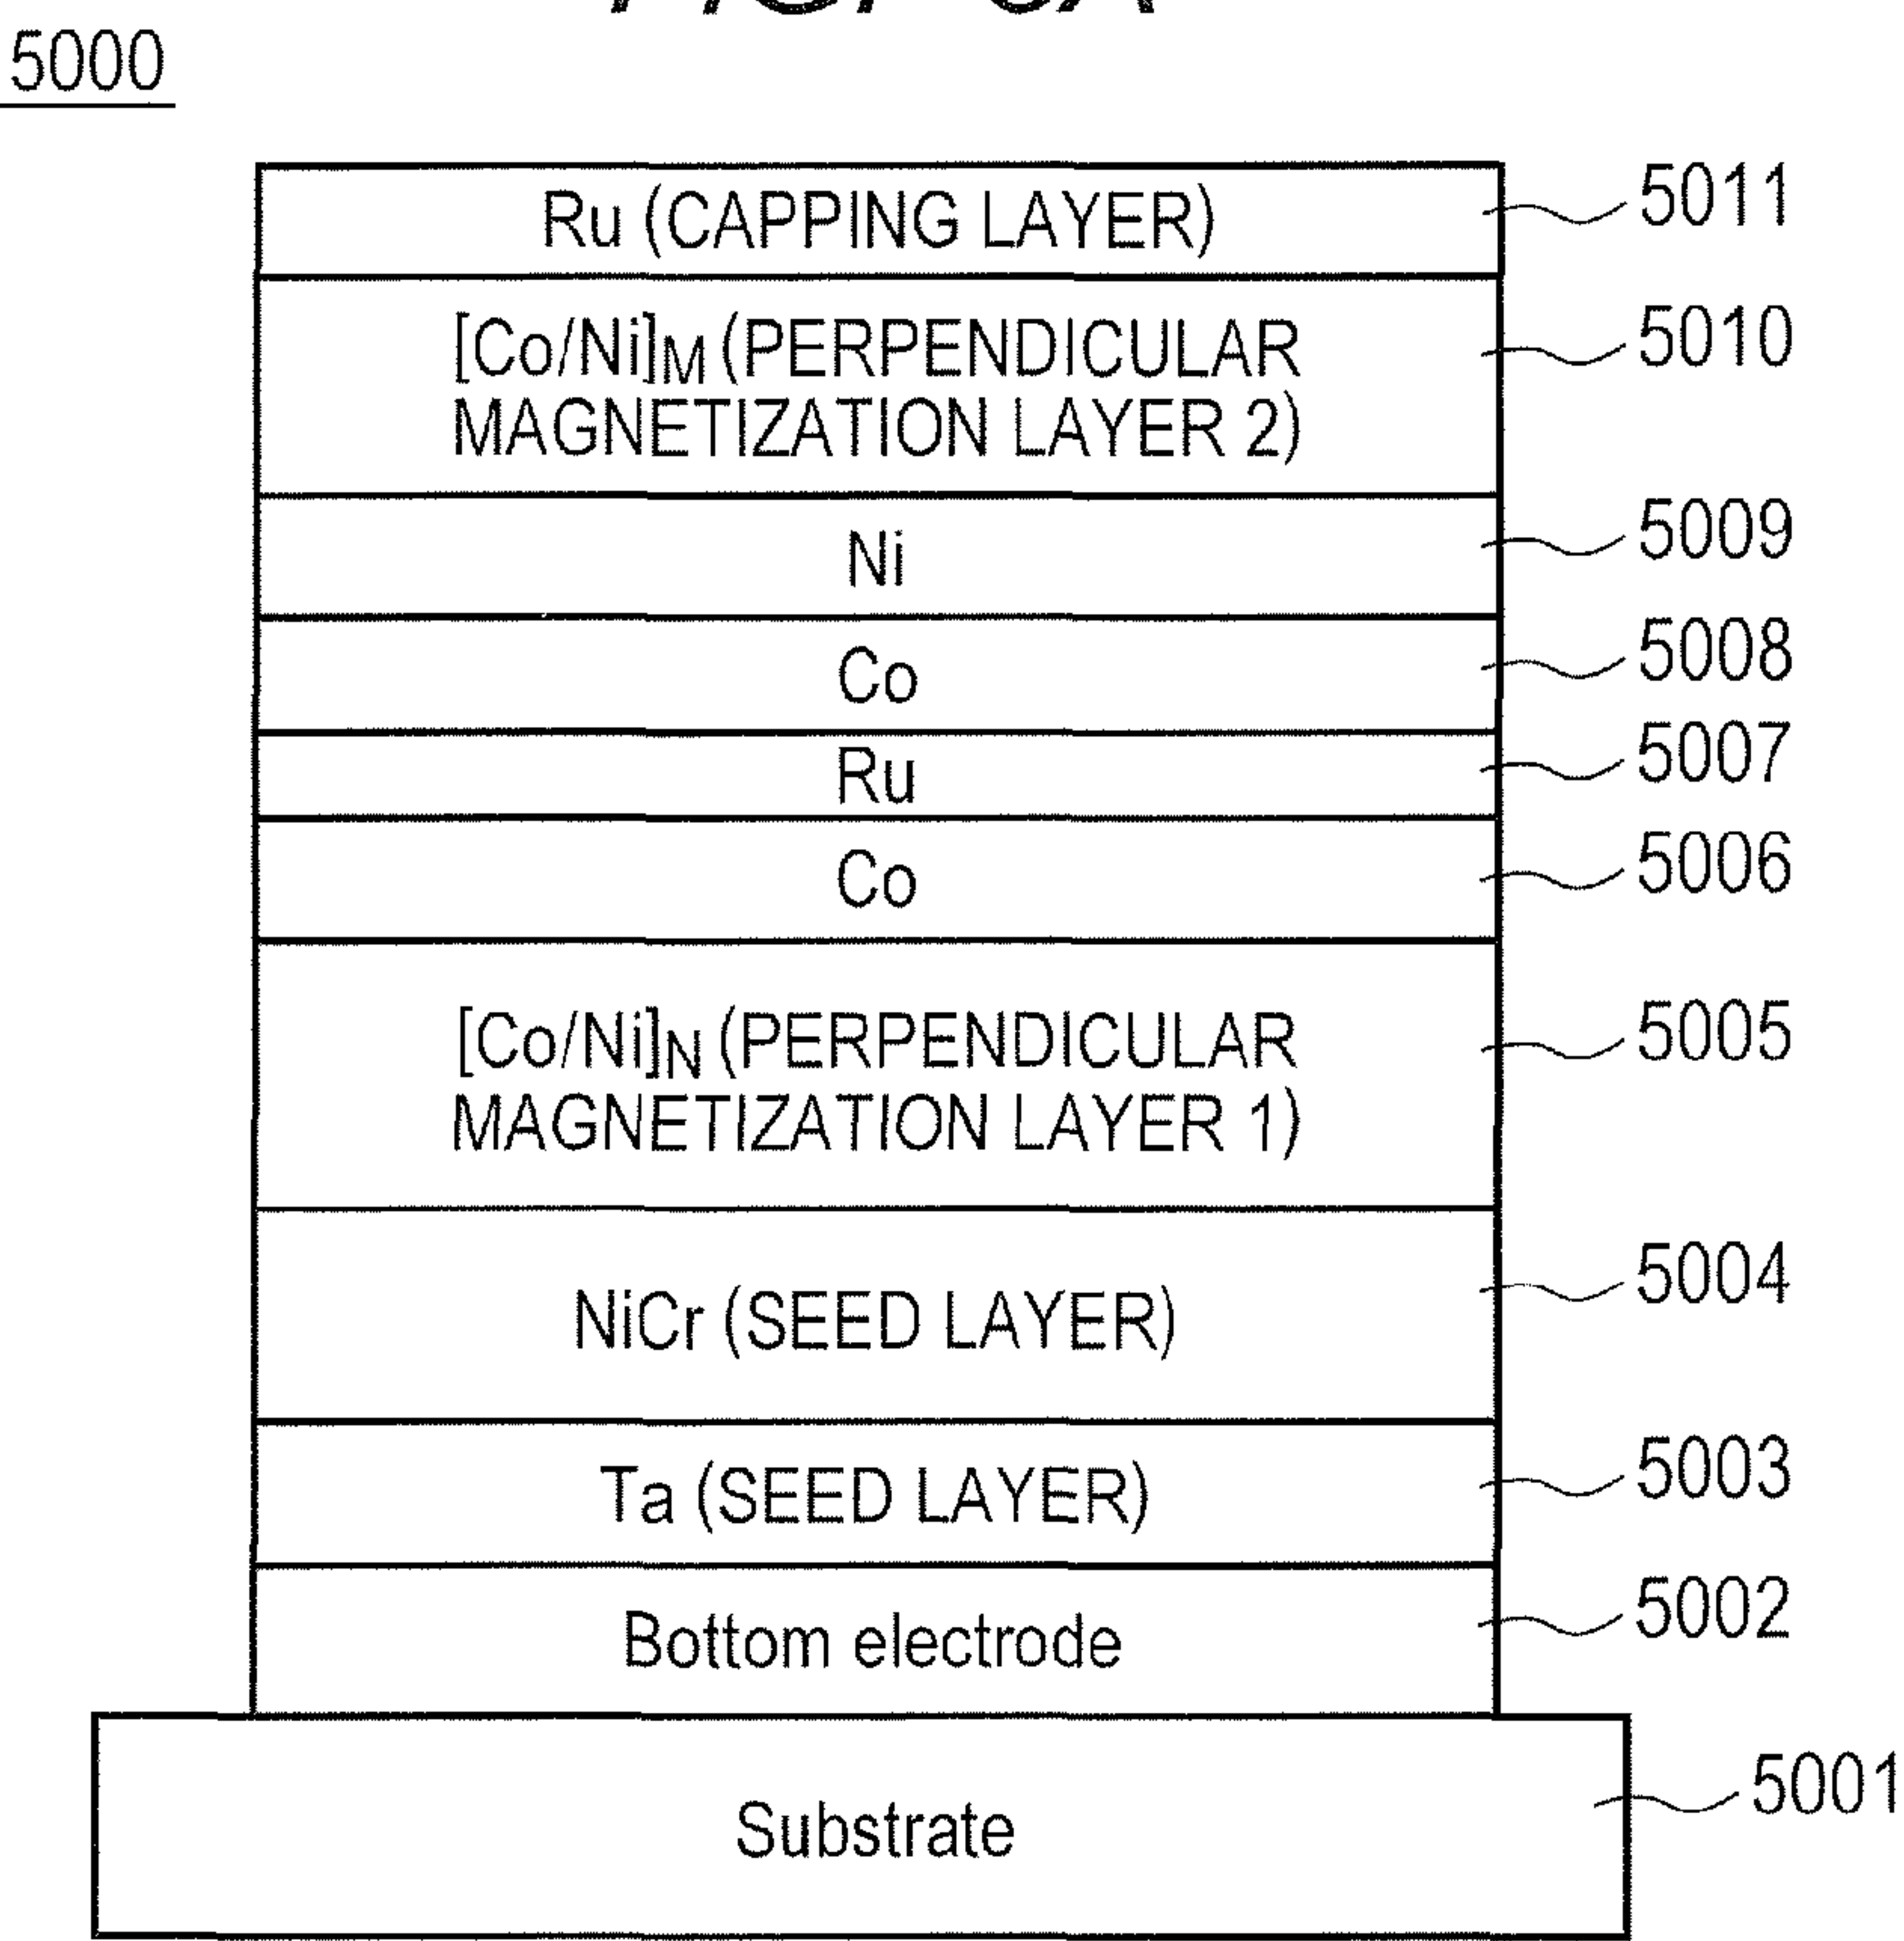 5000
Ru (CAPPING LAYER)
5011
[Co/Ni]M (PERPENDICULAR
MAGNETIZATION LAYER 2)
5010
Ni
5009
Co
5008
Ru
5007
Co
5006
[Co/Ni]N (PERPENDICULAR
MAGNETIZATION LAYER 1)
5005
NiCr (SEED LAYER)
5004
Ta (SEED LAYER)
5003
Bottom electrode
5002
Substrate
5001